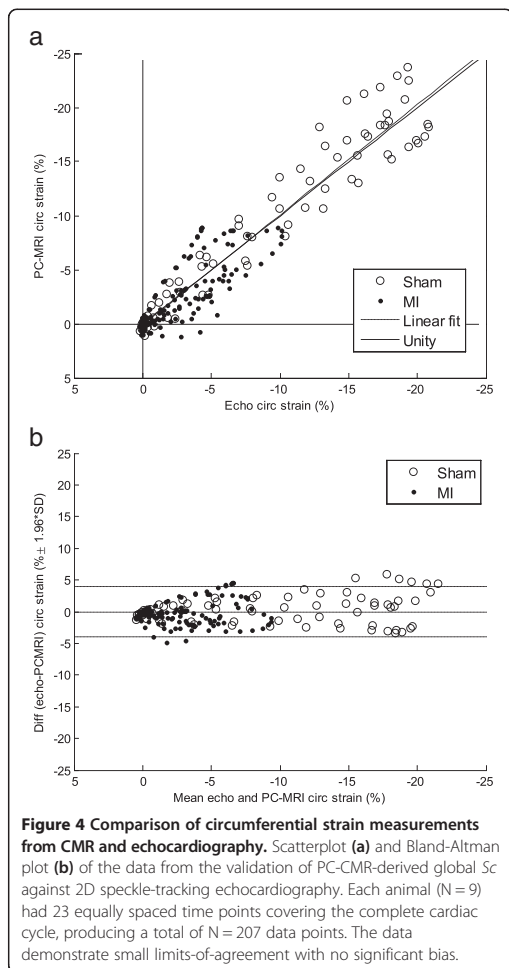 a
-20
-15
-10
-5
0
5
PC-MRI circ strain (%)
Sham
MI
Linear fit
Unity
5 0 -5 -10 -15 -20 -25
Echo circ strain (%)
b
25
20
15
10
5
0
-5
-10
-15
-20
-25
Diff (echo-PCMRI) circ strain (% ± 1.96*SD)
Sham
MI
5 0 -5 -10 -15 -20 -25
Mean echo and PC-MRI circ strain (%)
Figure 4 Comparison of circumferential strain measurements
from CMR and echocardiography. Scatterplot (a) and Bland-Altman
plot (b) of the data from the validation of PC-CMR-derived global Sc
against 2D speckle-tracking echocardiography. Each animal (N = 9)
had 23 equally spaced time points covering the complete cardiac
cycle, producing a total of N = 207 data points. The data
demonstrate small limits-of-agreement with no significant bias.